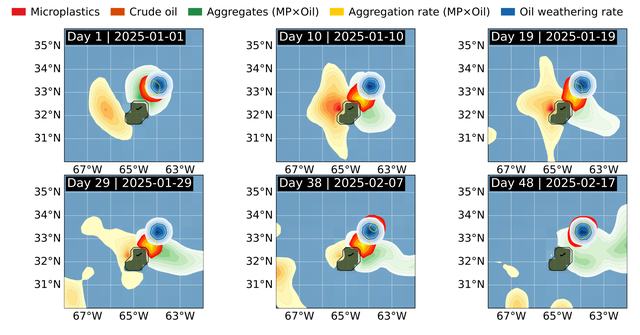 Microplastics Crude oil Aggregates (MP×Oil) Aggregation rate (MP×Oil) Oil weathering rate
Day 1 | 2025-01-01 Day 10 | 2025-01-10 Day 19 | 2025-01-19
35°N 35°N 35°N
34°N 34°N 34°N
33°N 33°N 33°N
32°N 32°N 32°N
31°N 31°N 31°N
67°W 65°W 63°W 67°W 65°W 63°W 67°W 65°W 63°W
Day 29 | 2025-01-29 Day 38 | 2025-02-07 Day 48 | 2025-02-17
35°N 35°N 35°N
34°N 34°N 34°N
33°N 33°N 33°N
32°N 32°N 32°N
31°N 31°N 31°N
67°W 65°W 63°W 67°W 65°W 63°W 67°W 65°W 63°W